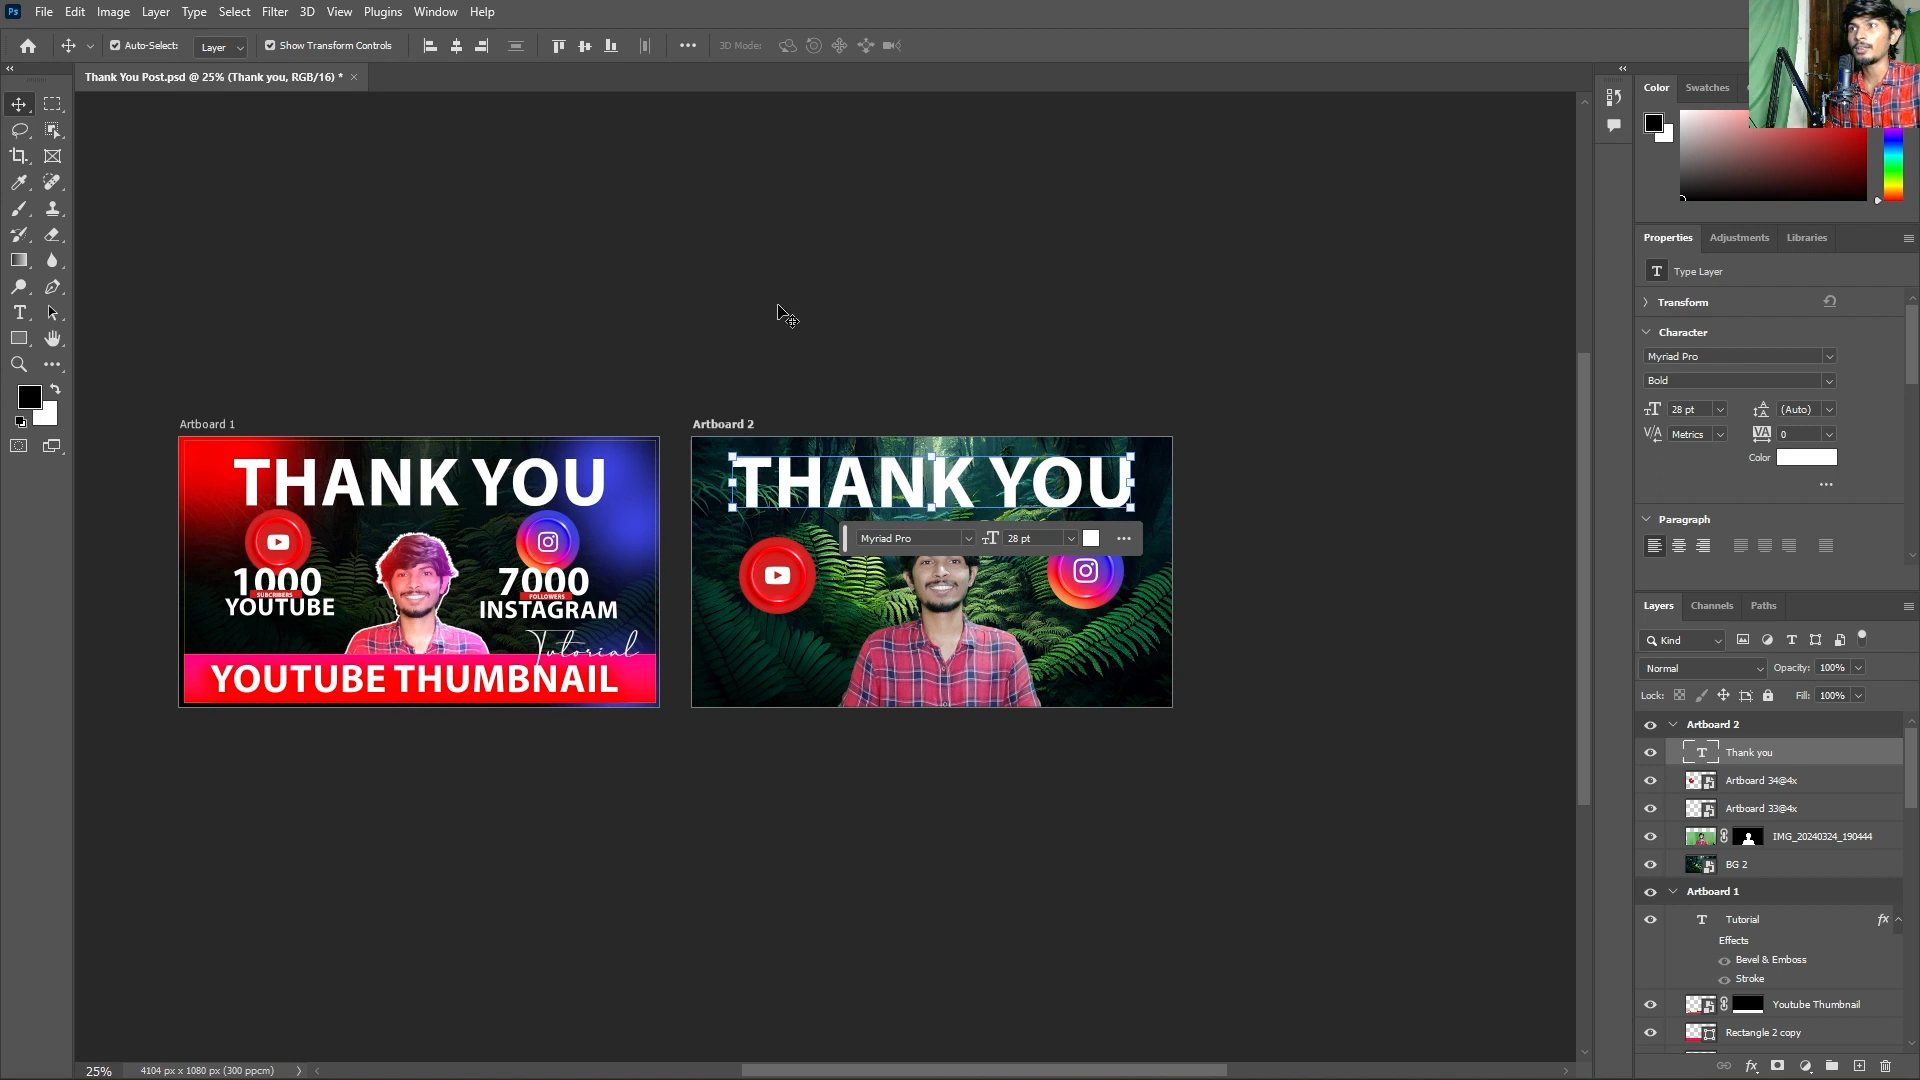 Ps File Edit Image Layer Type Select Filter 3D View Plugins Window Help
Auto-Select: Layer Show Transform Controls 3D Mode:
Thank You Post.psd @ 25% (Thank you, RGB/16) *
Color Swatches
Properties Adjustments Libraries
T Type Layer
Transform
Character
Myriad Pro
Bold
28 pt (Auto)
Metrics 0
Color
Paragraph
Artboard 1
THANK YOU
1000
SUBCRIBERS
YOUTUBE
7000
FOLLOWERS
INSTAGRAM
Tutorial
YOUTUBE THUMBNAIL
Artboard 2
THANK YOU
Myriad Pro 28 pt
Layers Channels Paths
Kind
Normal Opacity: 100%
Lock: Fill: 100%
Artboard 2
T Thank you
Artboard 34@4x
Artboard 33@4x
IMG_20240324_190444
BG 2
Artboard 1
T Tutorial fx
Effects
Bevel & Emboss
Stroke
Youtube Thumbnail
Rectangle 2 copy
25% 4104 px x 1080 px (300 ppcm)